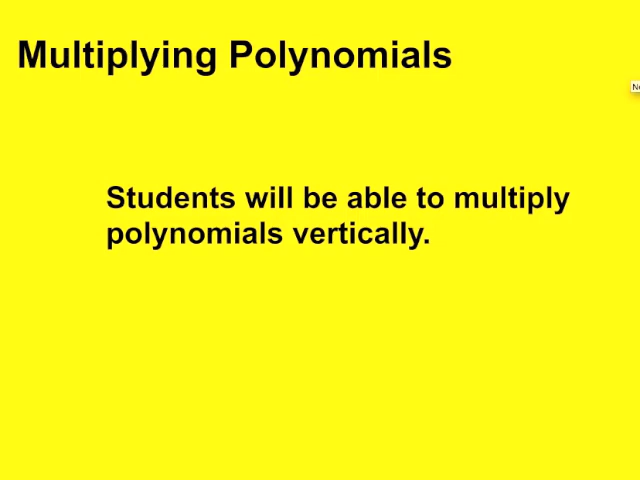 Multiplying Polynomials
Students will be able to multiply
polynomials vertically.